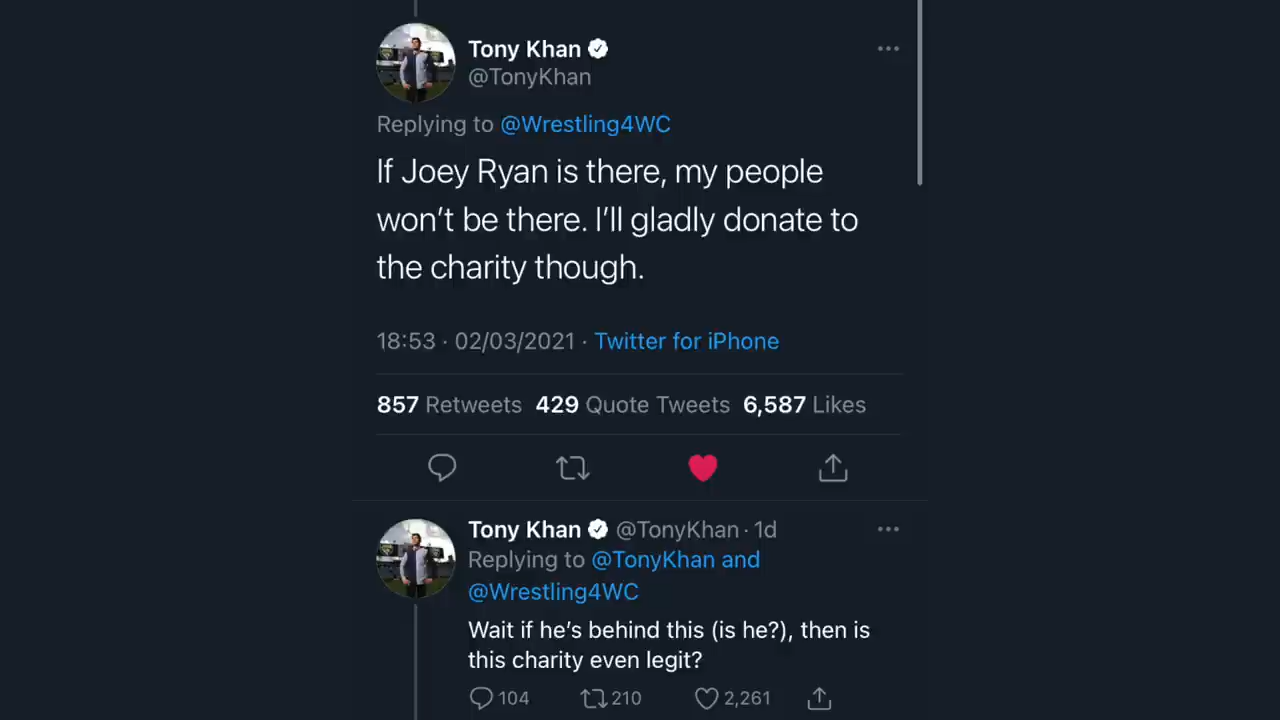 Tony Khan
@TonyKhan
Replying to @Wrestling4WC
If Joey Ryan is there, my people
won't be there. I'll gladly donate to
the charity though.
18:53 · 02/03/2021 · Twitter for iPhone
857 Retweets 429 Quote Tweets 6,587 Likes
Tony Khan @TonyKhan · 1d
Replying to @TonyKhan and
@Wrestling4WC
Wait if he's behind this (is he?), then is
this charity even legit?
104 210 2,261